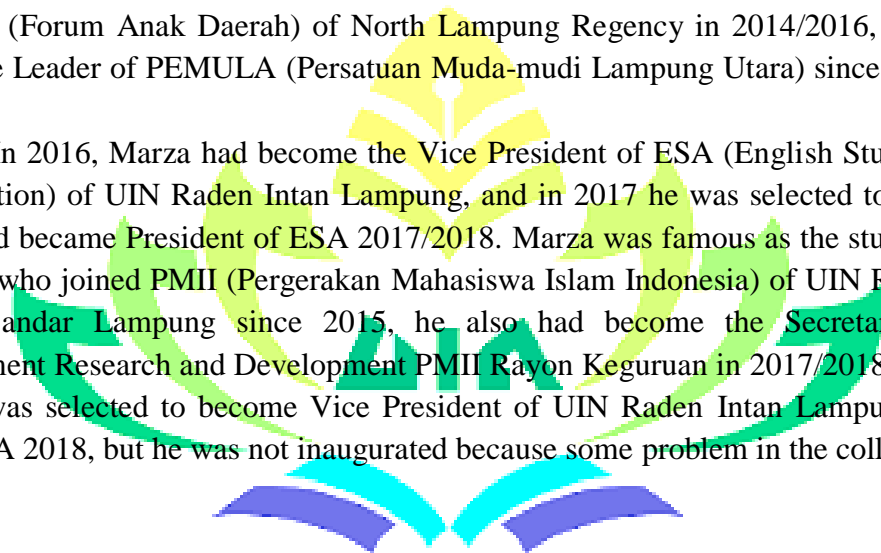 (Forum Anak Daerah) of North Lampung Regency in 2014/2016,
Leader of PEMULA (Persatuan Muda-mudi Lampung Utara) since
In 2016, Marza had become the Vice President of ESA (English Stu
tion) of UIN Raden Intan Lampung, and in 2017 he was selected to
d became President of ESA 2017/2018. Marza was famous as the stu
who joined PMII (Pergerakan Mahasiswa Islam Indonesia) of UIN R
andar Lampung since 2015, he also had become the Secreta
ment Research and Development PMII Rayon Keguruan in 2017/2018
was selected to become Vice President of UIN Raden Intan Lampu
A 2018, but he was not inaugurated because some problem in the coll